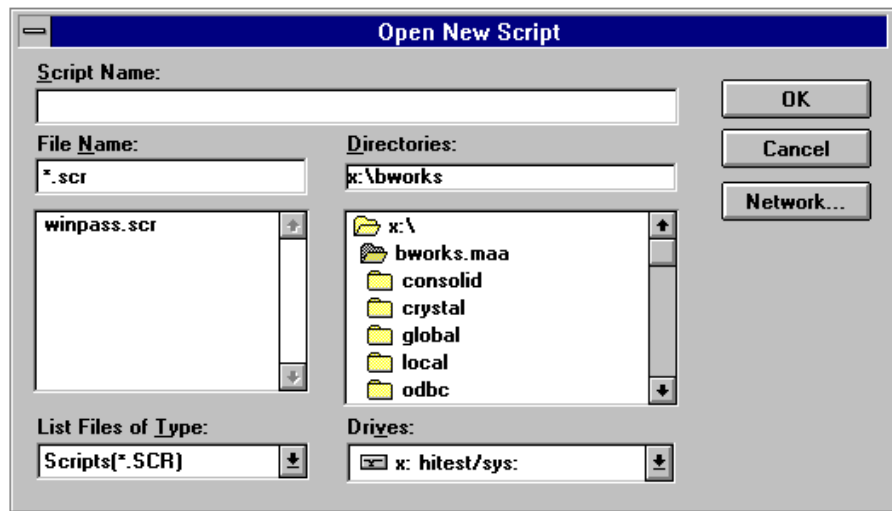 Open New Script
Script Name:
OK
File Name:
Directories:
Cancel
*.scr
x:\bworks
Network...
winpass.scr
x:\
bworks.maa
consolid
crystal
global
local
odbc
List Files of Type:
Drives:
Scripts(*.SCR)
x: hitest/sys: